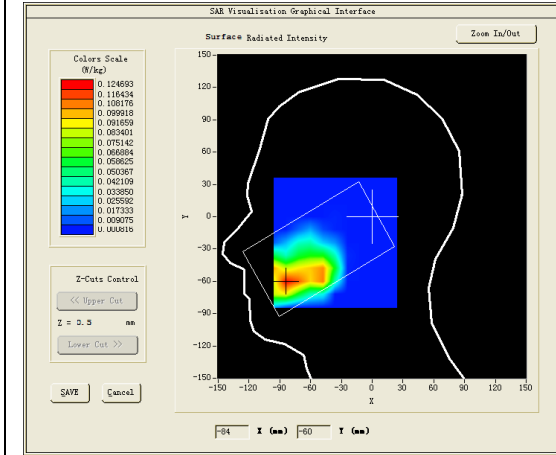 SAR Visualisation Graphical Interface
Surface Radiated Intensity
Zoom In/Out
Colors Scale
(W/kg)
0.124693
0.116434
0.108176
0.099918
0.091659
0.083401
0.075142
0.066884
0.058625
0.050367
0.042109
0.033850
0.025592
0.017333
0.009075
0.000816
Z-Cuts Control
<< Upper Cut
Z = 0.5 mm
Lower Cut >>
SAVE Cancel
150
120
90
60
30
0
-30
-60
-90
-120
-150
Y
-150 -120 -90 -60 -30 0 30 60 90 120 150
X
-84 X (mm) -60 Y (mm)